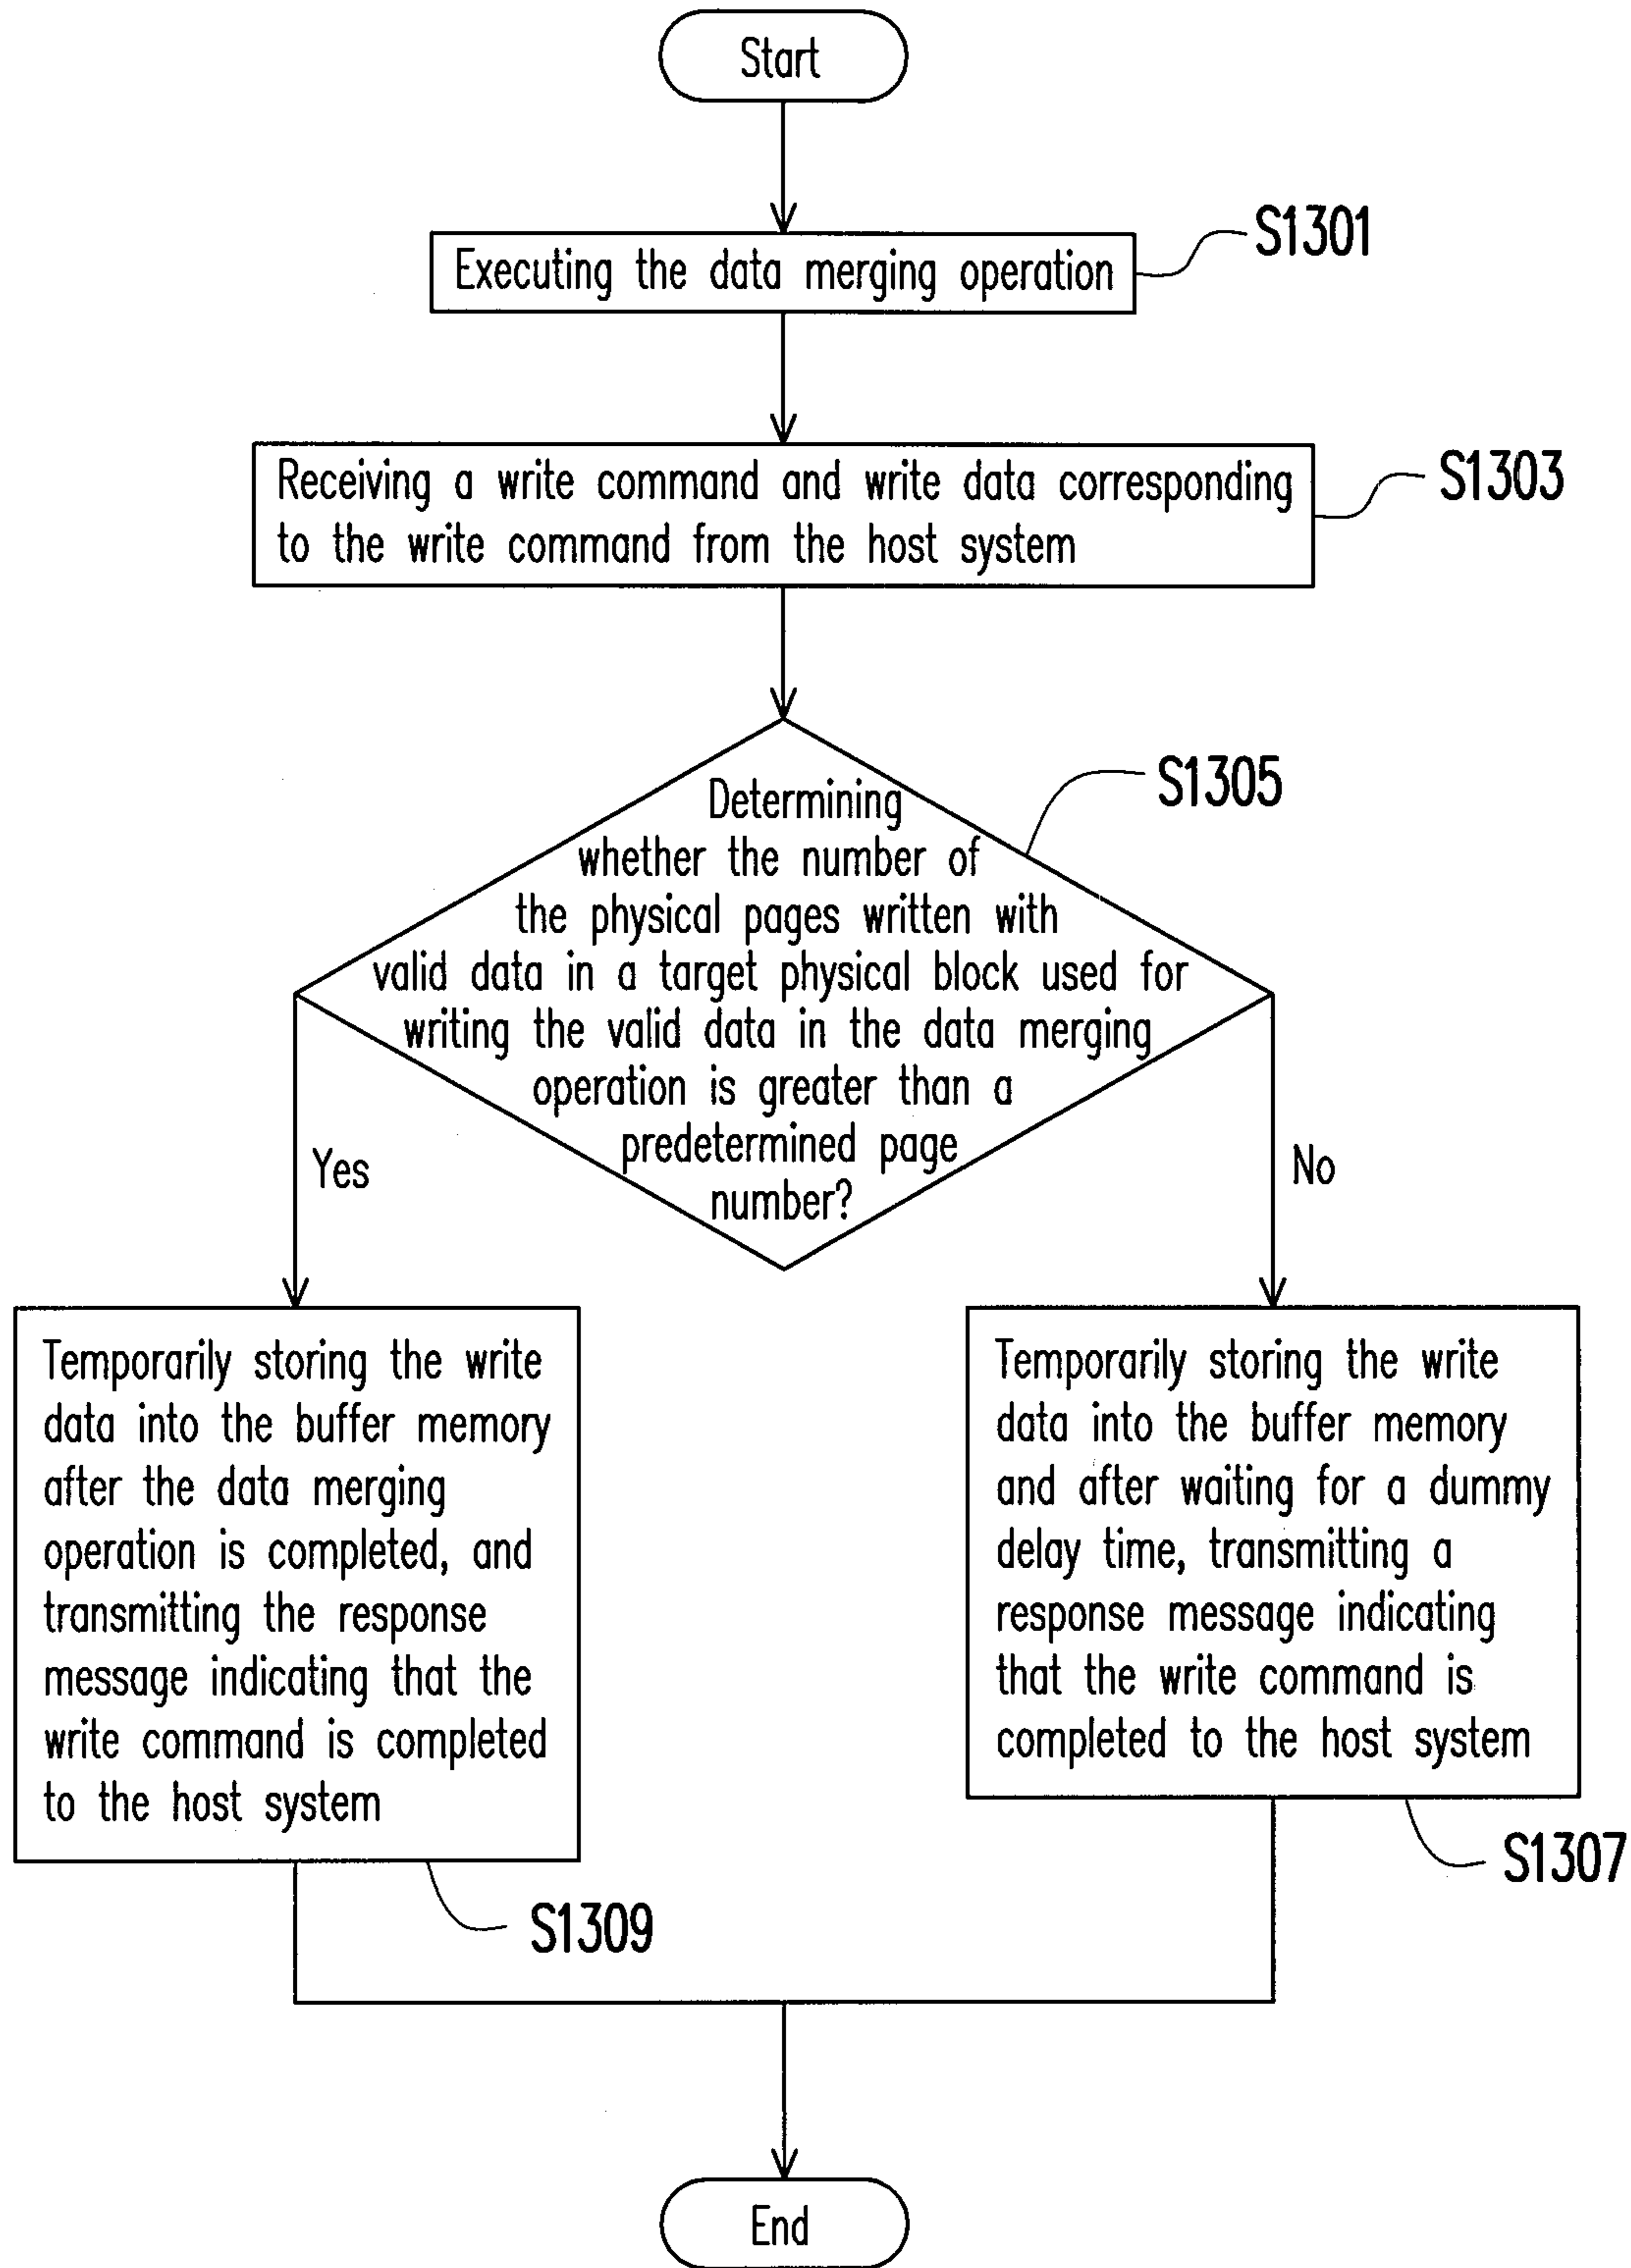 Start
Executing the data merging operation
S1301
Receiving a write command and write data corresponding
to the write command from the host system
S1303
Determining
whether the number of
the physical pages written with
valid data in a target physical block used for
writing the valid data in the data merging
operation is greater than a
predetermined page
number?
S1305
Yes
No
Temporarily storing the write
data into the buffer memory
after the data merging
operation is completed, and
transmitting the response
message indicating that the
write command is completed
to the host system
S1309
Temporarily storing the write
data into the buffer memory
and after waiting for a dummy
delay time, transmitting a
response message indicating
that the write command is
completed to the host system
S1307
End